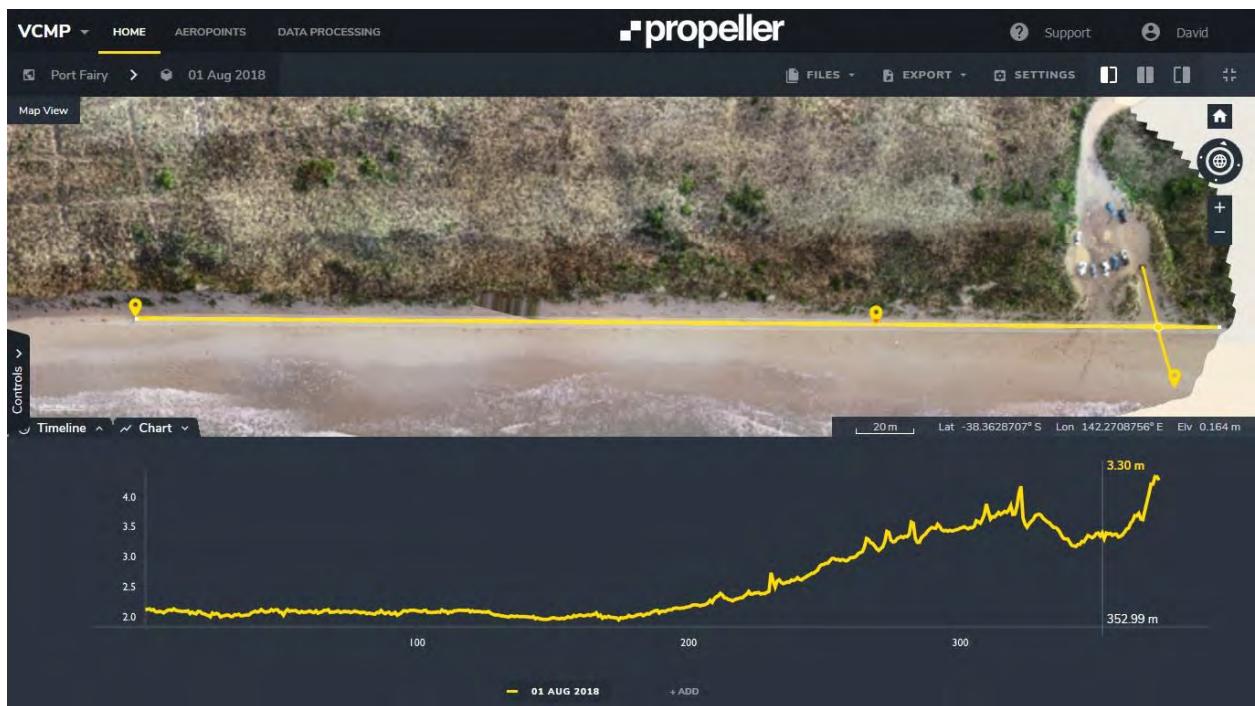 VCMP HOME AEROPOINTS DATA PROCESSING propeller Support David
Port Fairy 01 Aug 2018 FILES EXPORT SETTINGS
Map View
+
−
Controls
Timeline Chart 20 m Lat -38.3628707° S Lon 142.2708756° E Elv 0.164 m
3.30 m
4.0
3.5
3.0
2.5
2.0
352.99 m
100 200 300
01 AUG 2018 + ADD